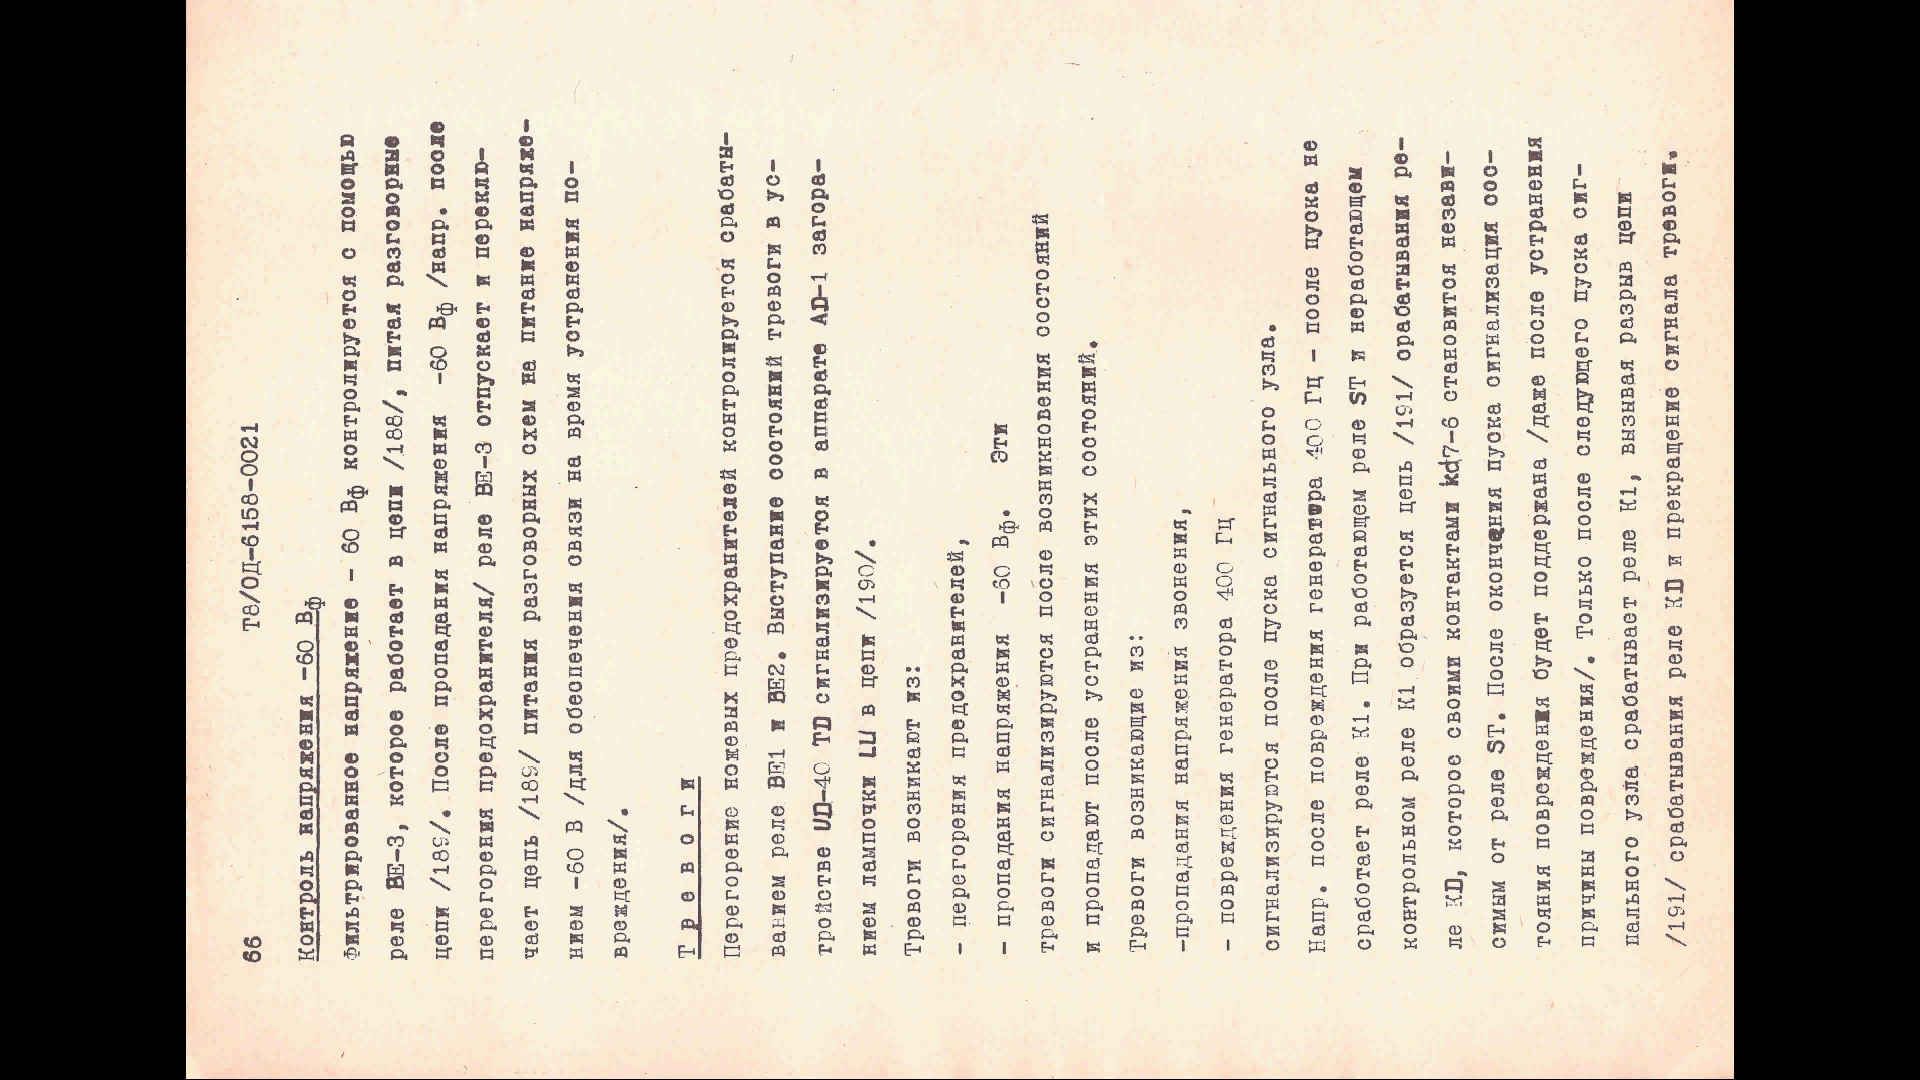 66 Т8/ОД-6158-0021
Контроль напряжения -60 Вф
Фильтрированное напряжение - 60 Вф контролируется с помощью
реле ВЕ-3, которое работает в цепи /188/, питая разговорные
цепи /189/. После пропадания напряжения -60 Вф /напр. после
перегорения предохранителя/ реле ВЕ-3 отпускает и переклю-
чает цепь /189/ питания разговорных схем на питание напряже-
нием -60 В /для обеспечения связи на время устранения по-
вреждения/.
Тревоги
Перегорение ножевых предохранителей контролируется срабаты-
ванием реле ВЕ1 и ВЕ2. Выступание состояний тревоги в ус-
тройстве UD-40 TD сигнализируется в аппарате AD-1 загора-
нием лампочки LU в цепи /190/.
Тревоги возникают из:
- перегорения предохранителей,
- пропадания напряжения -60 Вф. Эти
тревоги сигнализируются после возникновения состояний
и пропадают после устранения этих состояний.
Тревоги возникающие из:
-пропадания напряжения звонения,
- повреждения генератора 400 Гц
сигнализируются после пуска сигнального узла.
Напр. после повреждения генератора 400 Гц - после пуска не
сработает реле К1. При работающем реле ST и неработающем
контрольном реле К1 образуется цепь /191/ срабатывания ре-
ле KD, которое своими контактами kd7-6 становится незави-
симым от реле ST. После окончения пуска сигнализация сос-
тояния повреждения будет поддержана /даже после устранения
причины повреждения/. Только после следующего пуска сиг-
нального узла срабатывает реле К1, вызывая разрыв цепи
/191/ срабатывания реле KD и прекращение сигнала тревоги.